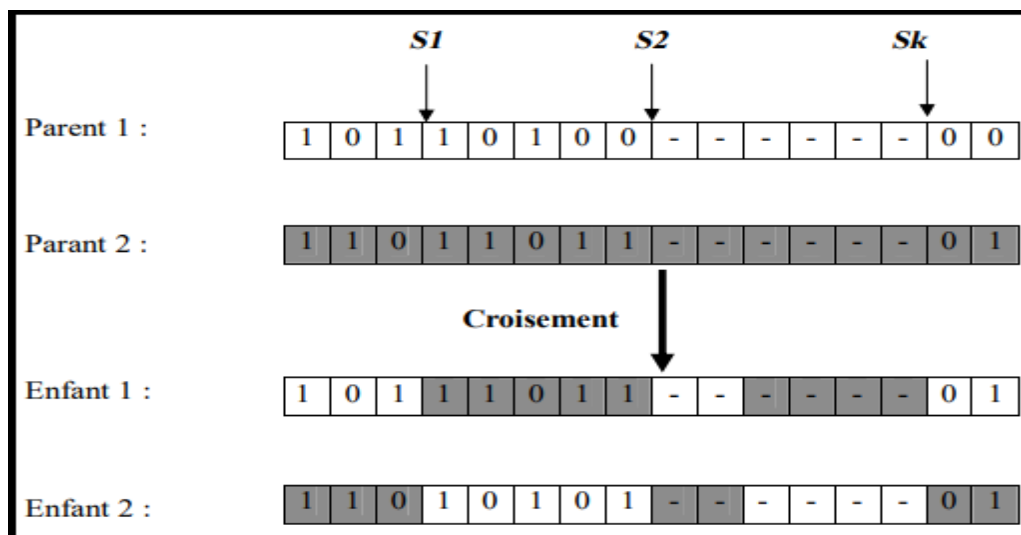 S1 S2 Sk
Parent 1 : 1 0 1 1 0 1 0 0 - - - - - - 0 0
Parant 2 : 1 1 0 1 1 0 1 1 - - - - - - 0 1
Croisement
Enfant 1 : 1 0 1 1 1 0 1 1 - - - - - - 0 1
Enfant 2 : 1 1 0 1 0 1 0 1 - - - - - - 0 1